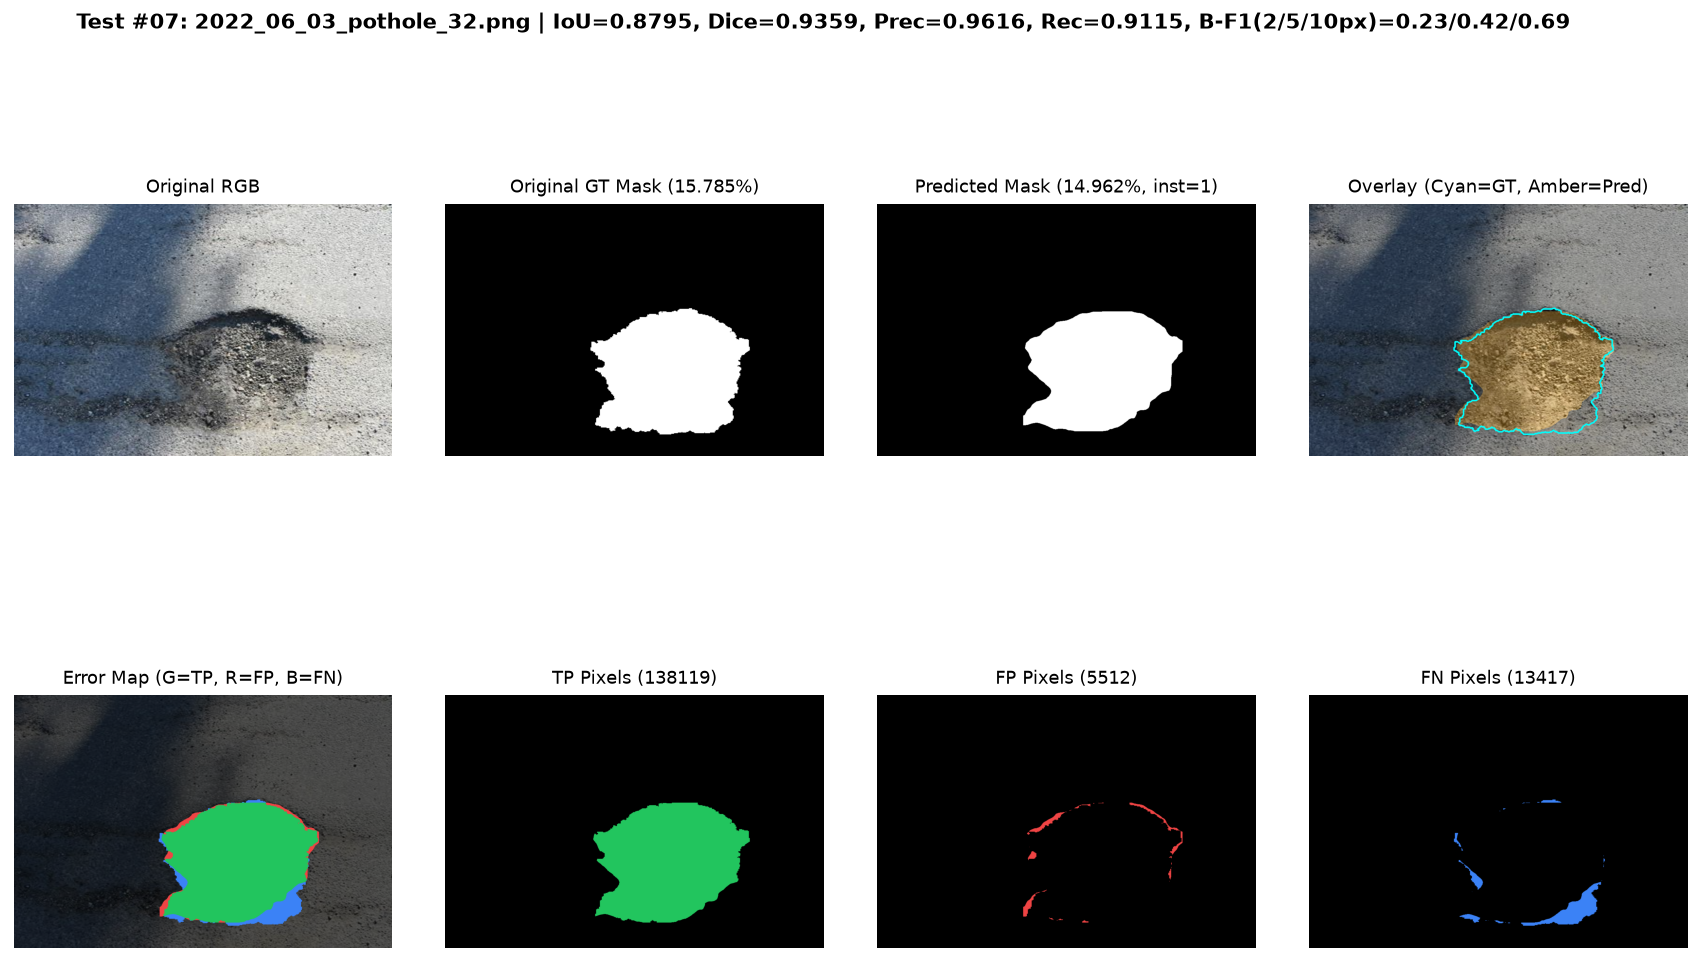 Test #07: 2022_06_03_pothole_32.png | IoU=0.8795, Dice=0.9359, Prec=0.9616, Rec=0.9115, B-F1(2/5/10px)=0.23/0.42/0.69
Original RGB
Original GT Mask (15.785%)
Predicted Mask (14.962%, inst=1)
Overlay (Cyan=GT, Amber=Pred)
Error Map (G=TP, R=FP, B=FN)
TP Pixels (138119)
FP Pixels (5512)
FN Pixels (13417)